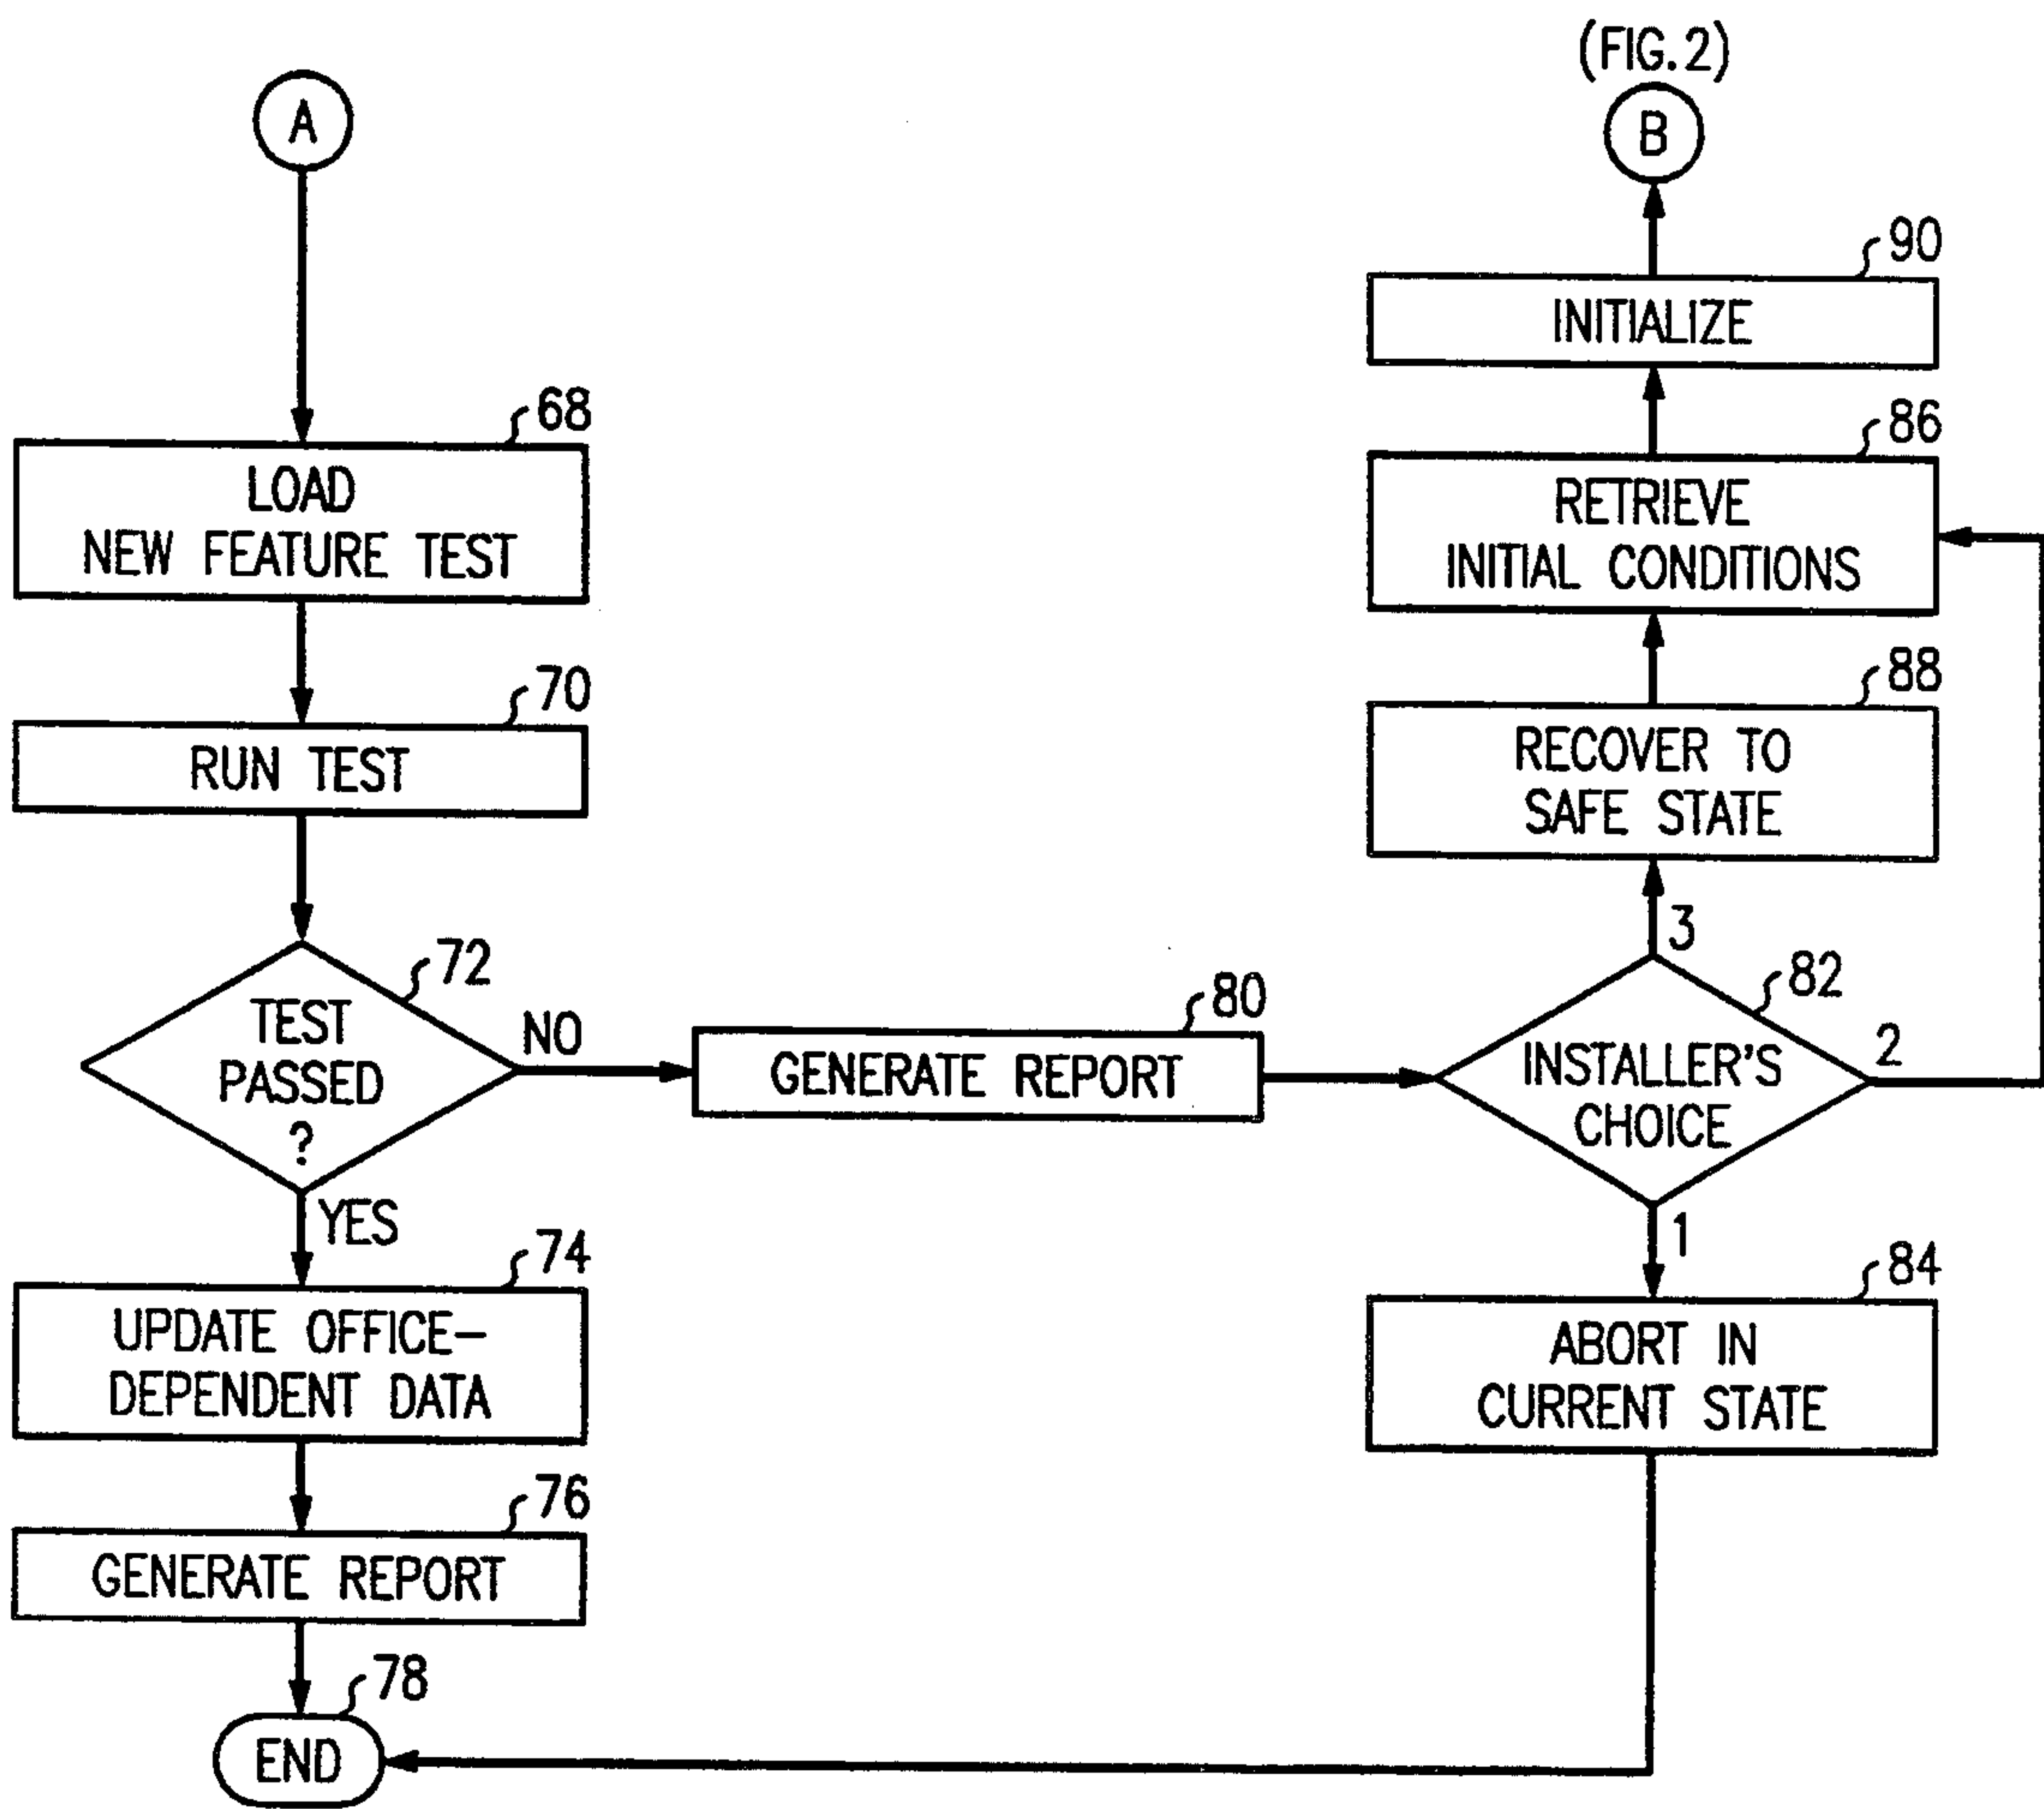 A
68
LOAD
NEW FEATURE TEST
70
RUN TEST
72
TEST
PASSED
?
NO
YES
74
UPDATE OFFICE-
DEPENDENT DATA
76
GENERATE REPORT
78
END
80
GENERATE REPORT
(FIG.2)
B
90
INITIALIZE
86
RETRIEVE
INITIAL CONDITIONS
88
RECOVER TO
SAFE STATE
3
82
INSTALLER'S
CHOICE
2
1
84
ABORT IN
CURRENT STATE